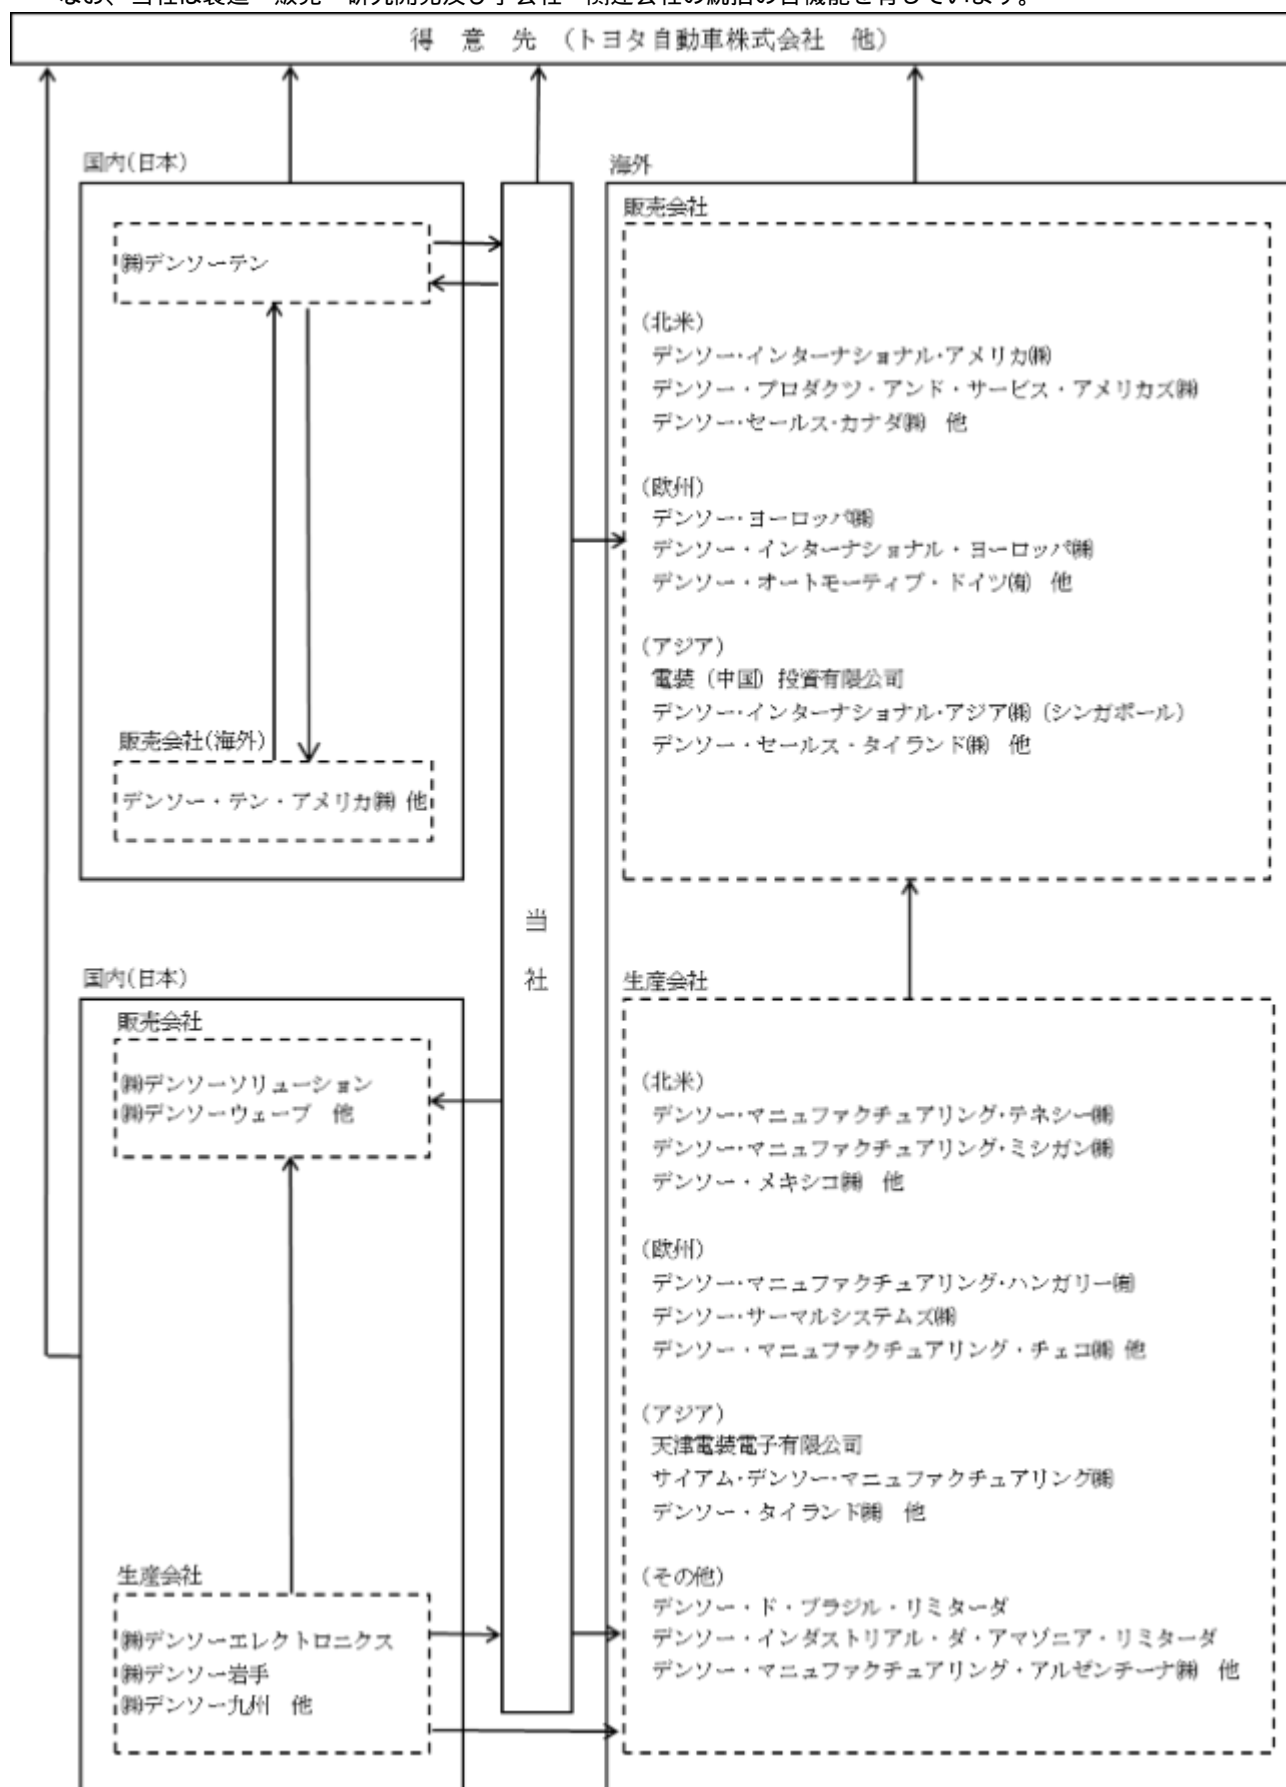 なお、当社は製造・販売・研究開発及び子会社・関連会社の統括の各機能を有しています。
得 意 先 (トヨタ自動車株式会社 他)
国内(日本)
㈱デンソーテン
販売会社(海外)
デンソー・テン・アメリカ㈱ 他
国内(日本)
販売会社
㈱デンソーソリューション
㈱デンソーウェーブ 他
生産会社
㈱デンソーエレクトロニクス
㈱デンソー岩手
㈱デンソー九州 他
当
社
海外
販売会社
(北米)
デンソー・インターナショナル・アメリカ㈱
デンソー・プロダクツ・アンド・サービス・アメリカズ㈱
デンソー・セールス・カナダ㈱ 他
(欧州)
デンソー・ヨーロッパ㈱
デンソー・インターナショナル・ヨーロッパ㈱
デンソー・オートモーティブ・ドイツ㈲ 他
(アジア)
電装（中国）投資有限公司
デンソー・インターナショナル・アジア㈱（シンガポール）
デンソー・セールス・タイランド㈱ 他
生産会社
(北米)
デンソー・マニュファクチュアリング・テネシー㈱
デンソー・マニュファクチュアリング・ミシガン㈱
デンソー・メキシコ㈱ 他
(欧州)
デンソー・マニュファクチュアリング・ハンガリー㈲
デンソー・サーマルシステムズ㈱
デンソー・マニュファクチュアリング・チェコ㈱ 他
(アジア)
天津電装電子有限公司
サイアム・デンソー・マニュファクチュアリング㈱
デンソー・タイランド㈱ 他
(その他)
デンソー・ド・ブラジル・リミターダ
デンソー・インダストリアル・ダ・アマゾニア・リミターダ
デンソー・マニュファクチュアリング・アルゼンチーナ㈱ 他